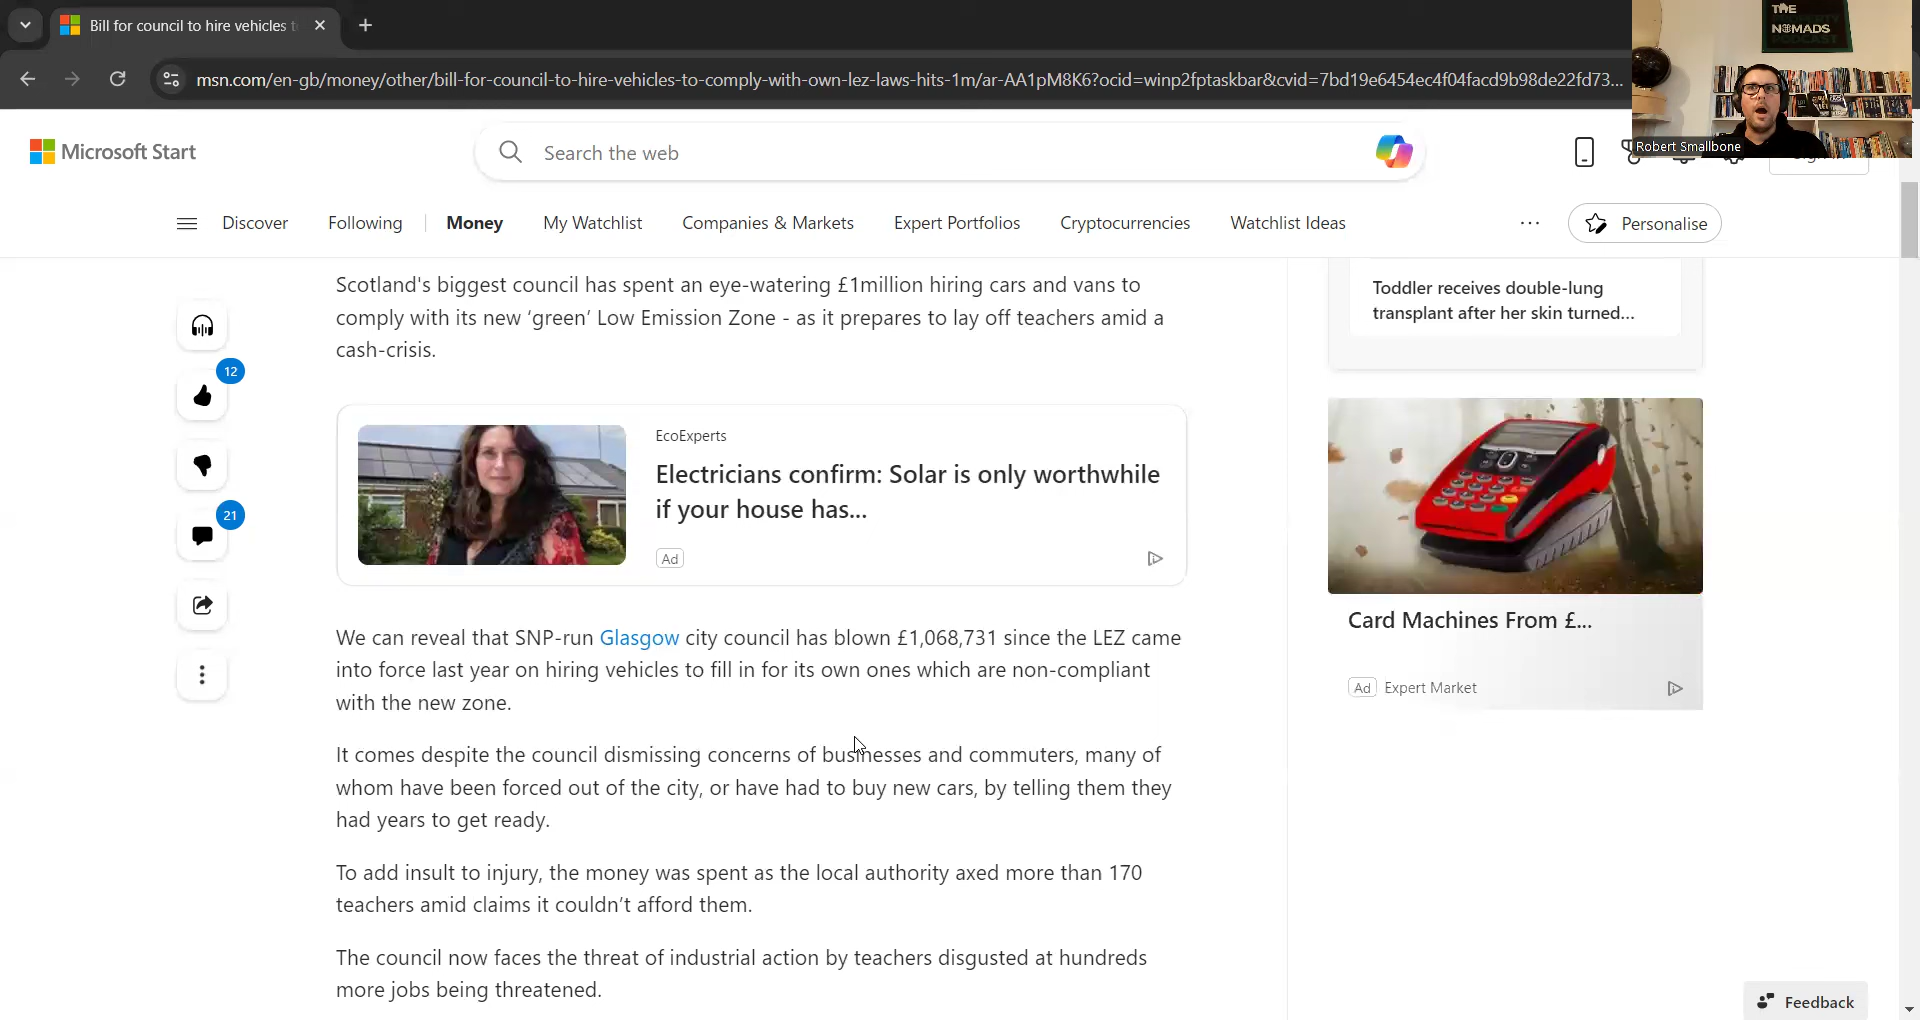 Bill for council to hire vehicles t
msn.com/en-gb/money/other/bill-for-council-to-hire-vehicles-to-comply-with-own-lez-laws-hits-1m/ar-AA1pM8K6?ocid=winp2fptaskbar&cvid=7bd19e6454ec4f04facd9b98de22fd73...
THE
NOMADS
PODCAST
Robert Smallbone
Microsoft Start
Search the web
Discover
Following
Money
My Watchlist
Companies & Markets
Expert Portfolios
Cryptocurrencies
Watchlist Ideas
Personalise
Scotland's biggest council has spent an eye-watering £1million hiring cars and vans to
comply with its new ‘green’ Low Emission Zone - as it prepares to lay off teachers amid a
cash-crisis.
12
21
EcoExperts
Electricians confirm: Solar is only worthwhile
if your house has...
Ad
We can reveal that SNP-run Glasgow city council has blown £1,068,731 since the LEZ came
into force last year on hiring vehicles to fill in for its own ones which are non-compliant
with the new zone.
It comes despite the council dismissing concerns of businesses and commuters, many of
whom have been forced out of the city, or have had to buy new cars, by telling them they
had years to get ready.
To add insult to injury, the money was spent as the local authority axed more than 170
teachers amid claims it couldn’t afford them.
The council now faces the threat of industrial action by teachers disgusted at hundreds
more jobs being threatened.
Toddler receives double-lung
transplant after her skin turned...
Card Machines From £...
Ad Expert Market
Feedback